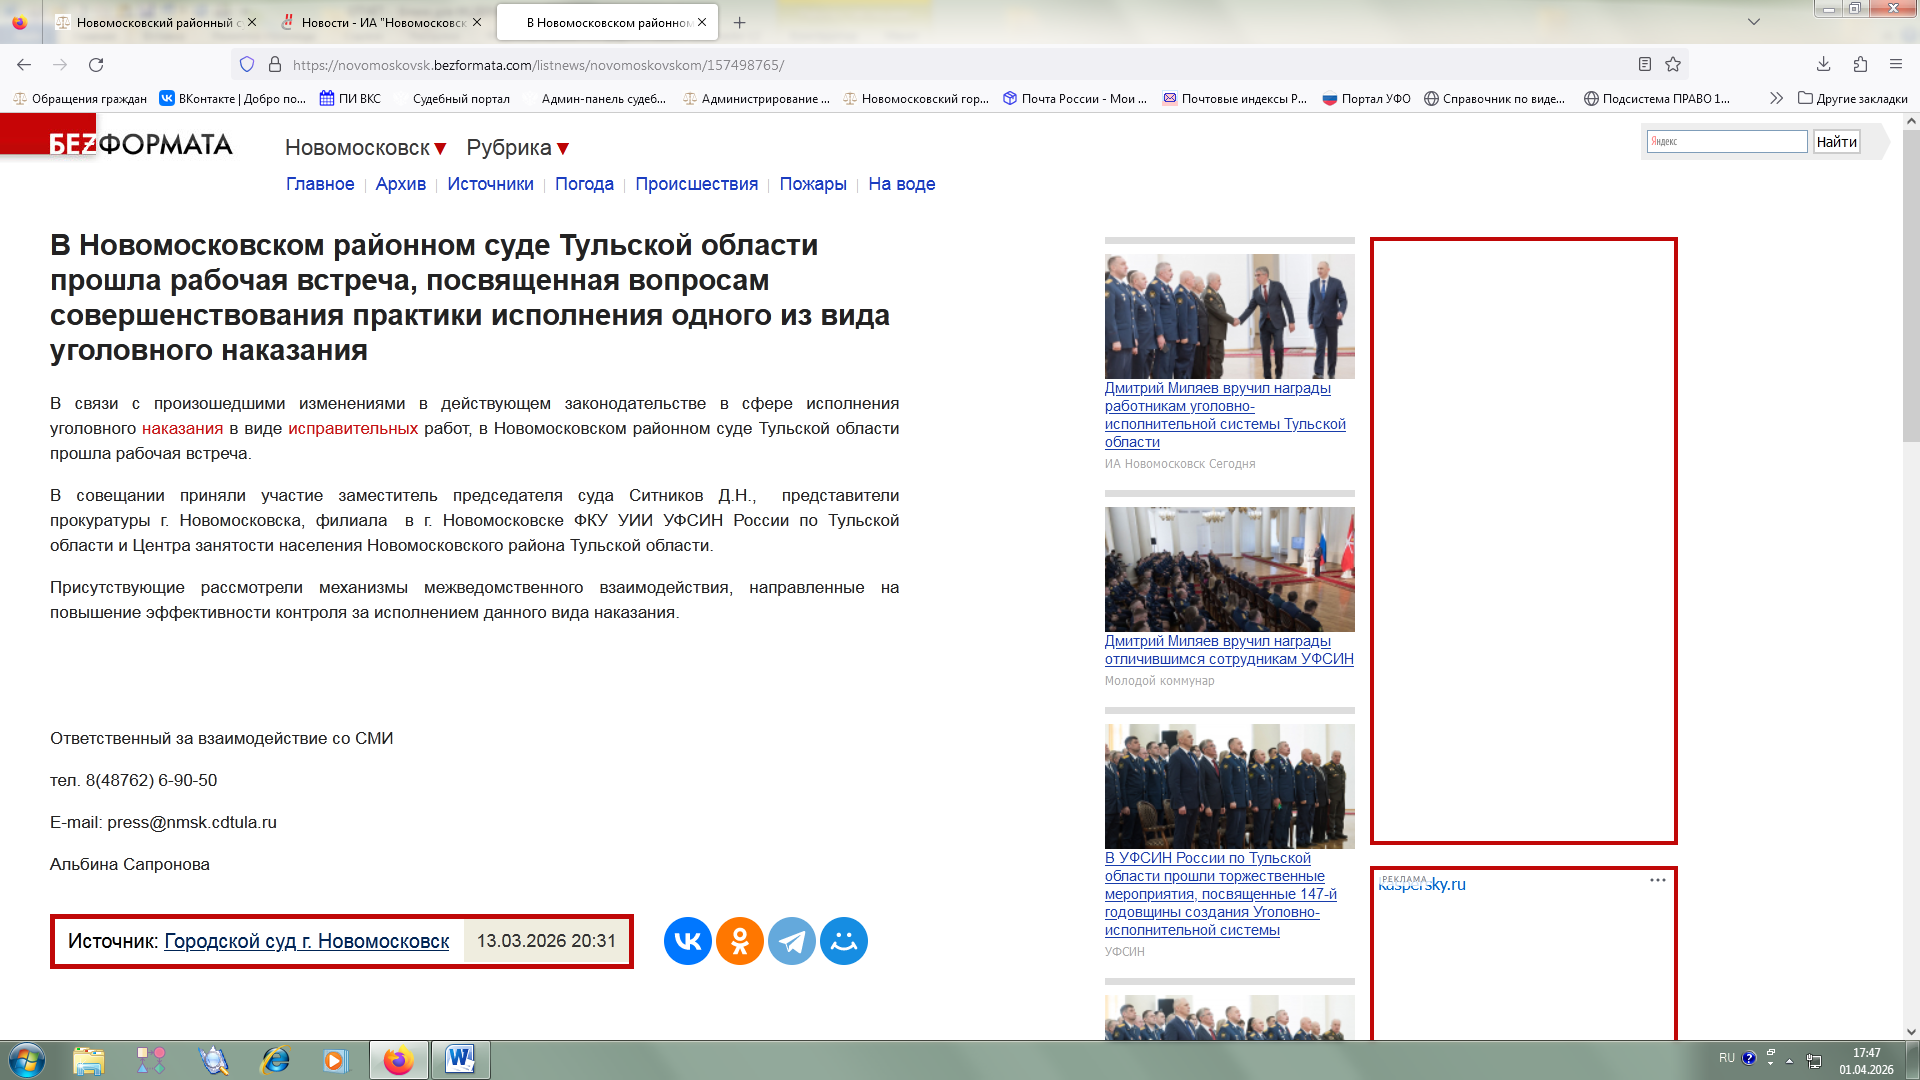 Новомосковский районный с
Новости - ИА "Новомосковск
В Новомосковском районном
https://novomoskovsk.bezformata.com/listnews/novomoskovskom/157498765/
Обращения граждан
ВКонтакте | Добро по...
ПИ ВКС
Судебный портал
Админ-панель судеб...
Администрирование ...
Новомосковский гор...
Почта России - Мои ...
Почтовые индексы Р...
Портал УФО
Справочник по виде...
Подсистема ПРАВО 1...
Другие закладки
БЕZФОРМАТА
Новомосковск▼ Рубрика▼
Яндекс
Найти
Главное | Архив | Источники | Погода | Происшествия | Пожары | На воде
В Новомосковском районном суде Тульской области
прошла рабочая встреча, посвященная вопросам
совершенствования практики исполнения одного из вида
уголовного наказания
В связи с произошедшими изменениями в действующем законодательстве в сфере исполнения
уголовного наказания в виде исправительных работ, в Новомосковском районном суде Тульской области
прошла рабочая встреча.
В совещании приняли участие заместитель председателя суда Ситников Д.Н., представители
прокуратуры г. Новомосковска, филиала в г. Новомосковске ФКУ УИИ УФСИН России по Тульской
области и Центра занятости населения Новомосковского района Тульской области.
Присутствующие рассмотрели механизмы межведомственного взаимодействия, направленные на
повышение эффективности контроля за исполнением данного вида наказания.
Ответственный за взаимодействие со СМИ
тел. 8(48762) 6-90-50
E-mail: press@nmsk.cdtula.ru
Альбина Сапронова
Источник: Городской суд г. Новомосковск
13.03.2026 20:31
Дмитрий Миляев вручил награды
работникам уголовно-
исполнительной системы Тульской
области
ИА Новомосковск Сегодня
Дмитрий Миляев вручил награды
отличившимся сотрудникам УФСИН
Молодой коммунар
В УФСИН России по Тульской
области прошли торжественные
мероприятия, посвященные 147-й
годовщины создания Уголовно-
исполнительной системы
УФСИН
РЕКЛАМА
kaspersky.ru
RU
17:47
01.04.2026